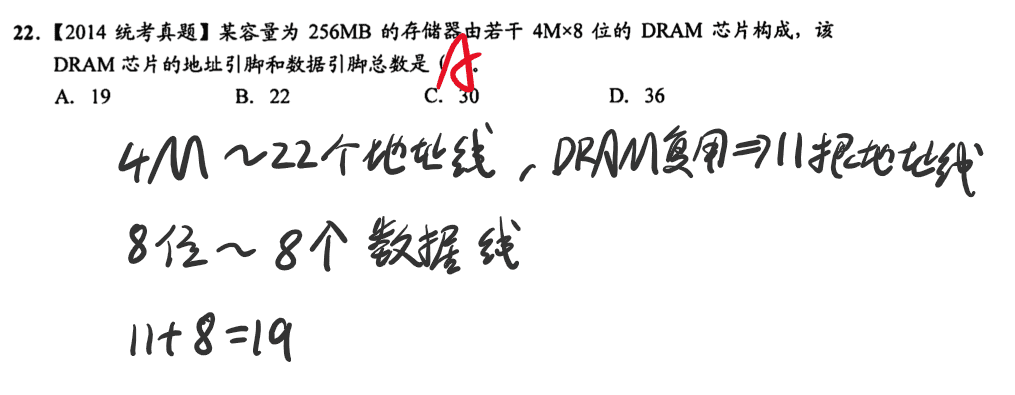 22. 【2014 统考真题】某容量为 256MB 的存储器由若干 4M×8 位的 DRAM 芯片构成，该
DRAM 芯片的地址引脚和数据引脚总数是（A）。
A. 19 B. 22 C. 30 D. 36
4M ~22个地址线，DRAM复用⇒11根地址线
8位~8个数据线
11+8=19